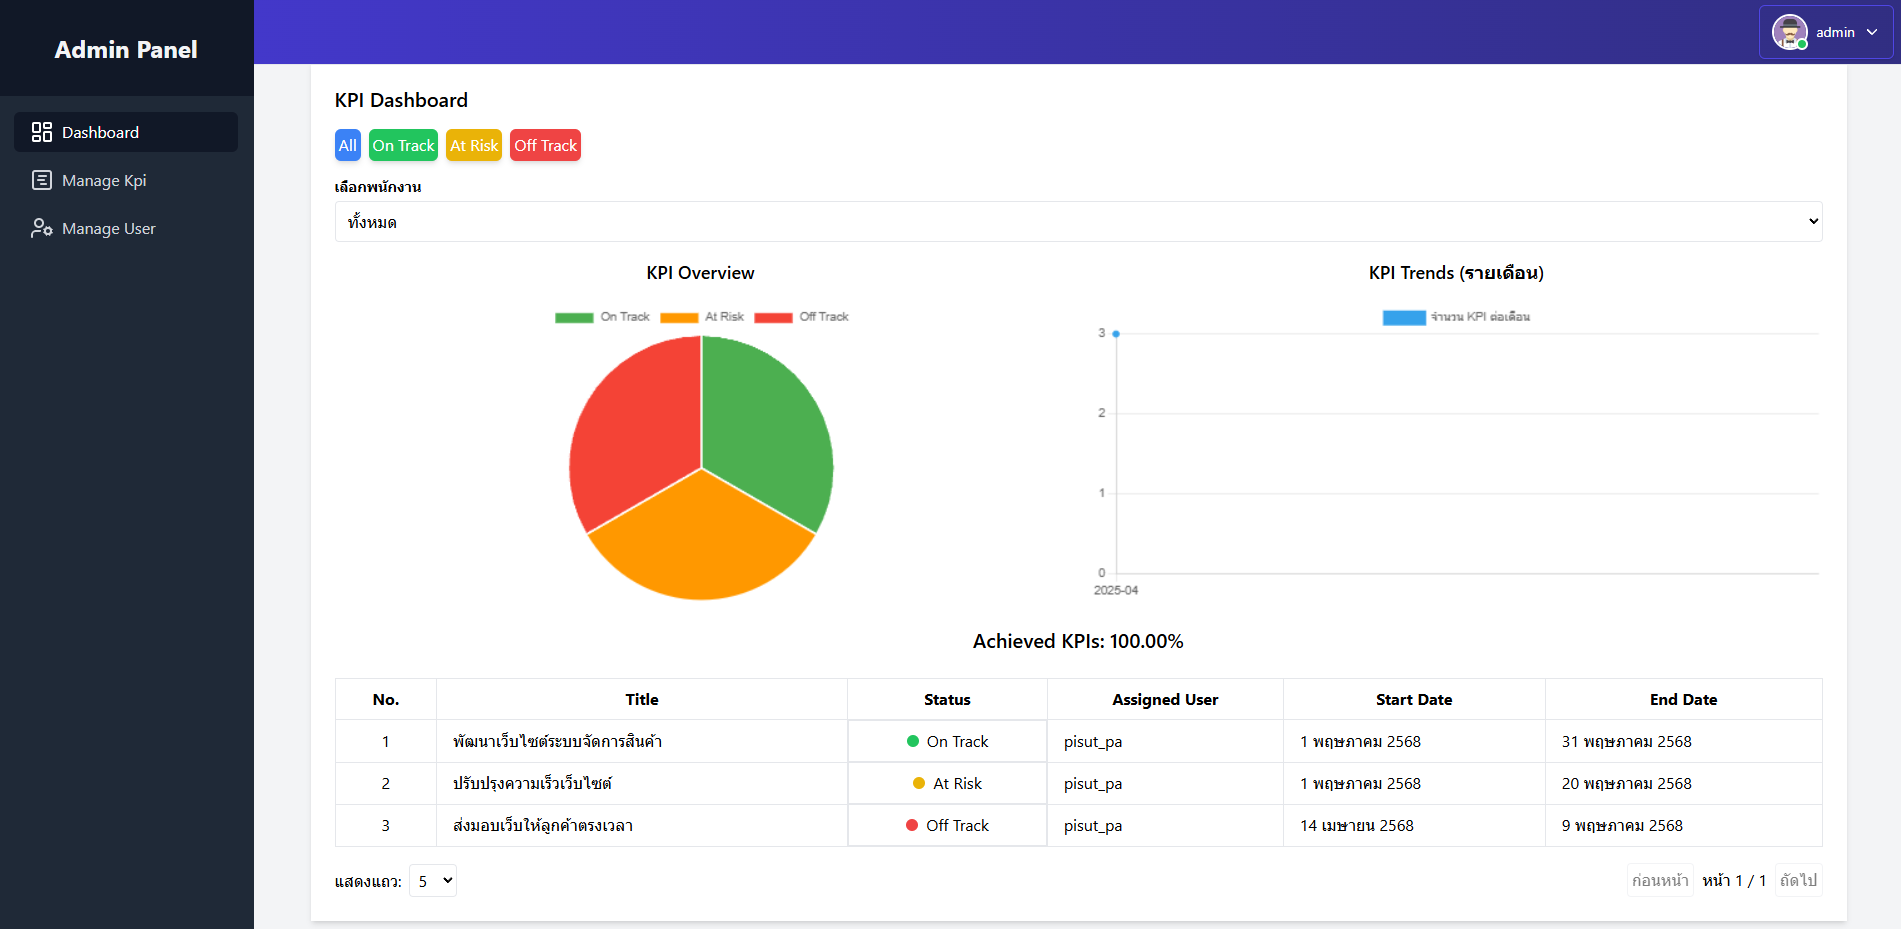 Admin Panel
admin
Dashboard
Manage Kpi
Manage User
KPI Dashboard
All On Track At Risk Off Track
เลือกพนักงาน
ทั้งหมด
KPI Overview
On Track At Risk Off Track
KPI Trends (รายเดือน)
จำนวน KPI ต่อเดือน
3
2
1
0
2025-04
Achieved KPIs: 100.00%
No. Title Status Assigned User Start Date End Date
1 พัฒนาเว็บไซต์ระบบจัดการสินค้า On Track pisut_pa 1 พฤษภาคม 2568 31 พฤษภาคม 2568
2 ปรับปรุงความเร็วเว็บไซต์ At Risk pisut_pa 1 พฤษภาคม 2568 20 พฤษภาคม 2568
3 ส่งมอบเว็บให้ลูกค้าตรงเวลา Off Track pisut_pa 14 เมษายน 2568 9 พฤษภาคม 2568
แสดงแถว: 5 ก่อนหน้า หน้า 1 / 1 ถัดไป